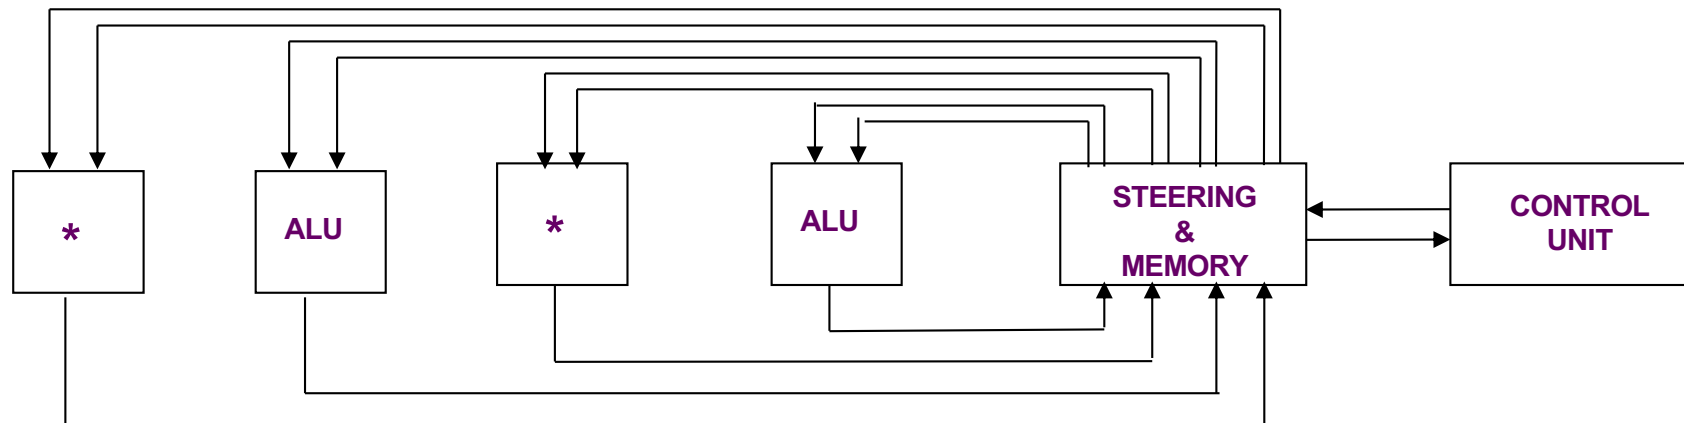 *
ALU
*
ALU
STEERING
&
MEMORY
CONTROL
UNIT